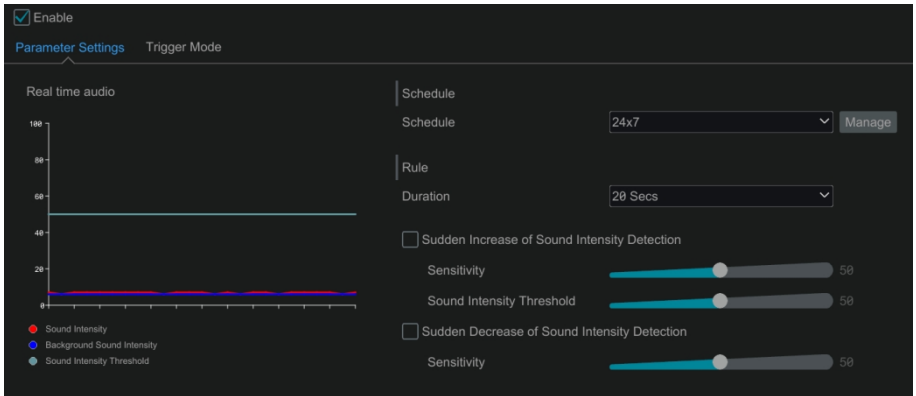 Enable
Parameter Settings Trigger Mode
Real time audio
100
80
60
40
20
0
Sound Intensity
Background Sound Intensity
Sound Intensity Threshold
Schedule
Schedule 24x7 Manage
Rule
Duration 20 Secs
Sudden Increase of Sound Intensity Detection
Sensitivity 50
Sound Intensity Threshold 50
Sudden Decrease of Sound Intensity Detection
Sensitivity 50